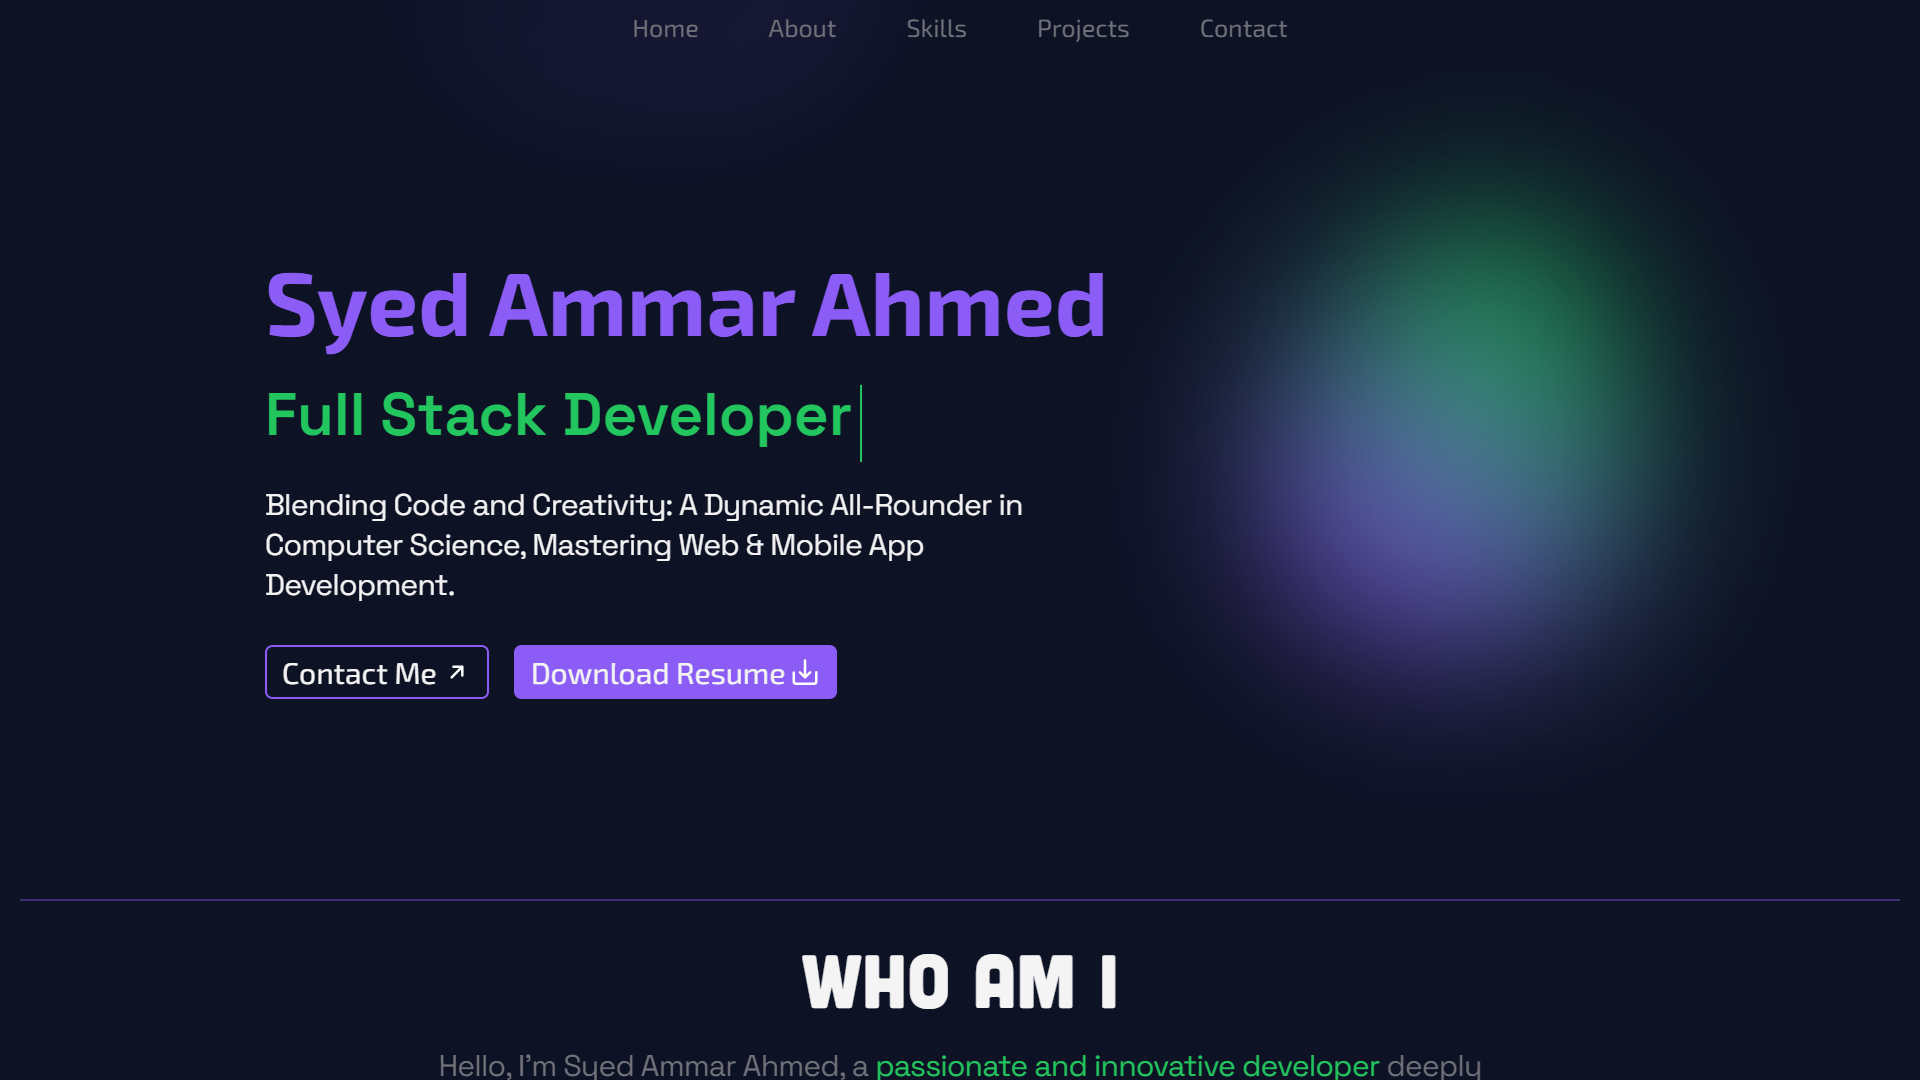 Home About Skills Projects Contact
Syed Ammar Ahmed
Full Stack Developer
Blending Code and Creativity: A Dynamic All-Rounder in
Computer Science, Mastering Web & Mobile App
Development.
Contact Me Download Resume
WHO AM I
Hello, I'm Syed Ammar Ahmed, a passionate and innovative developer deeply